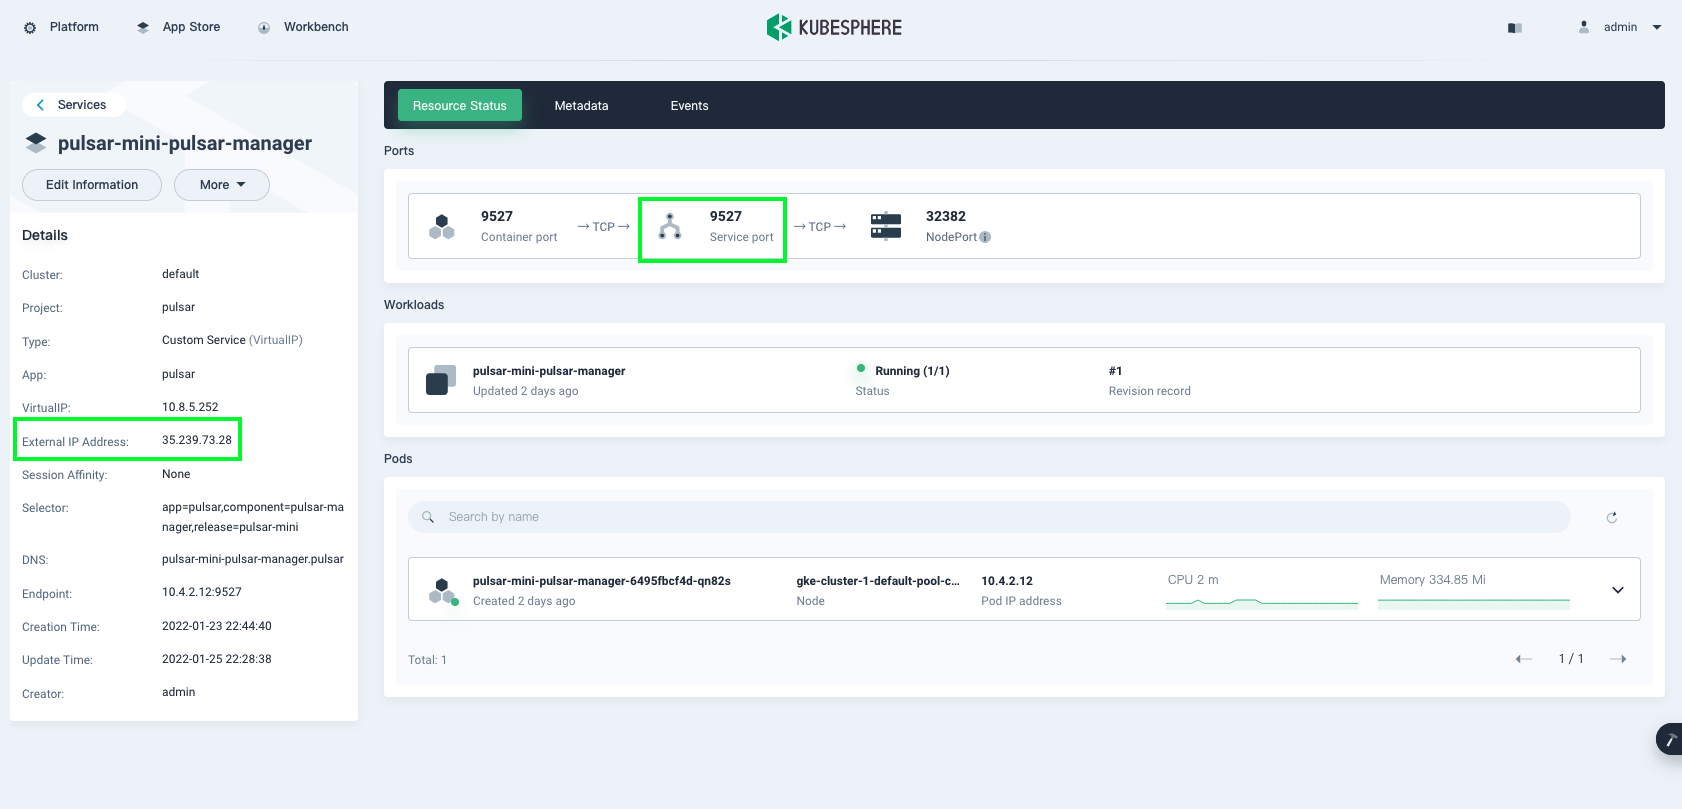 Platform
App Store
Workbench
KUBESPHERE
admin
Services
pulsar-mini-pulsar-manager
Edit Information
More
Details
Cluster: default
Project: pulsar
Type: Custom Service (VirtualIP)
App: pulsar
VirtualIP: 10.8.5.252
External IP Address: 35.239.73.28
Session Affinity: None
Selector: app=pulsar,component=pulsar-ma
nager,release=pulsar-mini
DNS: pulsar-mini-pulsar-manager.pulsar
Endpoint: 10.4.2.12:9527
Creation Time: 2022-01-23 22:44:40
Update Time: 2022-01-25 22:28:38
Creator: admin
Resource Status
Metadata
Events
Ports
9527
Container port
TCP
9527
Service port
TCP
32382
NodePort
Workloads
pulsar-mini-pulsar-manager
Updated 2 days ago
Running (1/1)
Status
#1
Revision record
Pods
Search by name
pulsar-mini-pulsar-manager-6495fbcf4d-qn82s
Created 2 days ago
gke-cluster-1-default-pool-c...
Node
10.4.2.12
Pod IP address
CPU 2 m
Memory 334.85 Mi
Total: 1
1 / 1